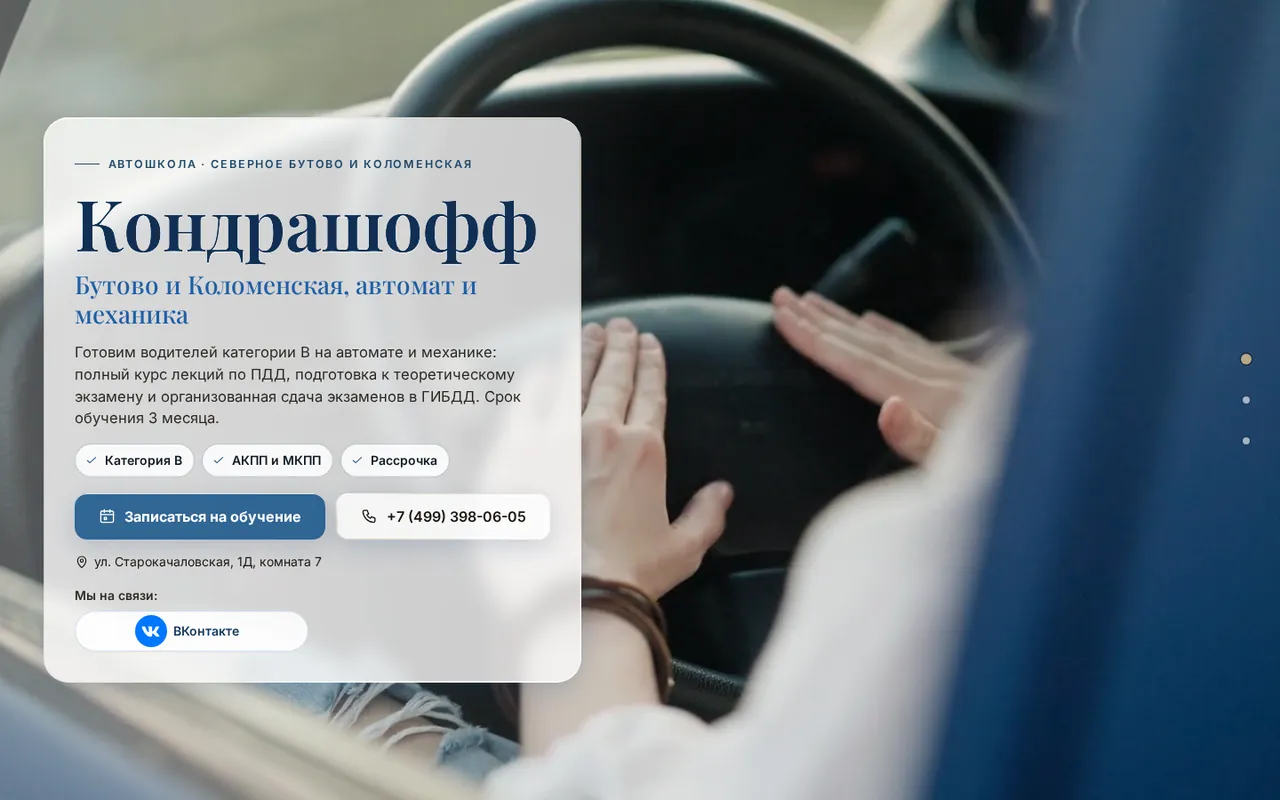 АВТОШКОЛА · СЕВЕРНОЕ БУТОВО И КОЛОМЕНСКАЯ
Кондрашофф
Бутово и Коломенская, автомат и
механика
Готовим водителей категории В на автомате и механике:
полный курс лекций по ПДД, подготовка к теоретическому
экзамену и организованная сдача экзаменов в ГИБДД. Срок
обучения 3 месяца.
Категория В
АКПП и МКПП
Рассрочка
Записаться на обучение
+7 (499) 398-06-05
ул. Старокачаловская, 1Д, комната 7
Мы на связи:
ВКонтакте